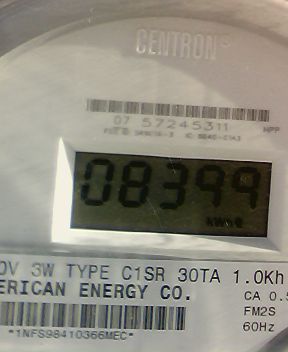 CENTRON®
07 57245311
08399
0V 3W TYPE C1SR 30TA 1.0Kh
ERICAN ENERGY CO.
CA 0.5
FM2S
*1NFS98410366MEC*
60Hz